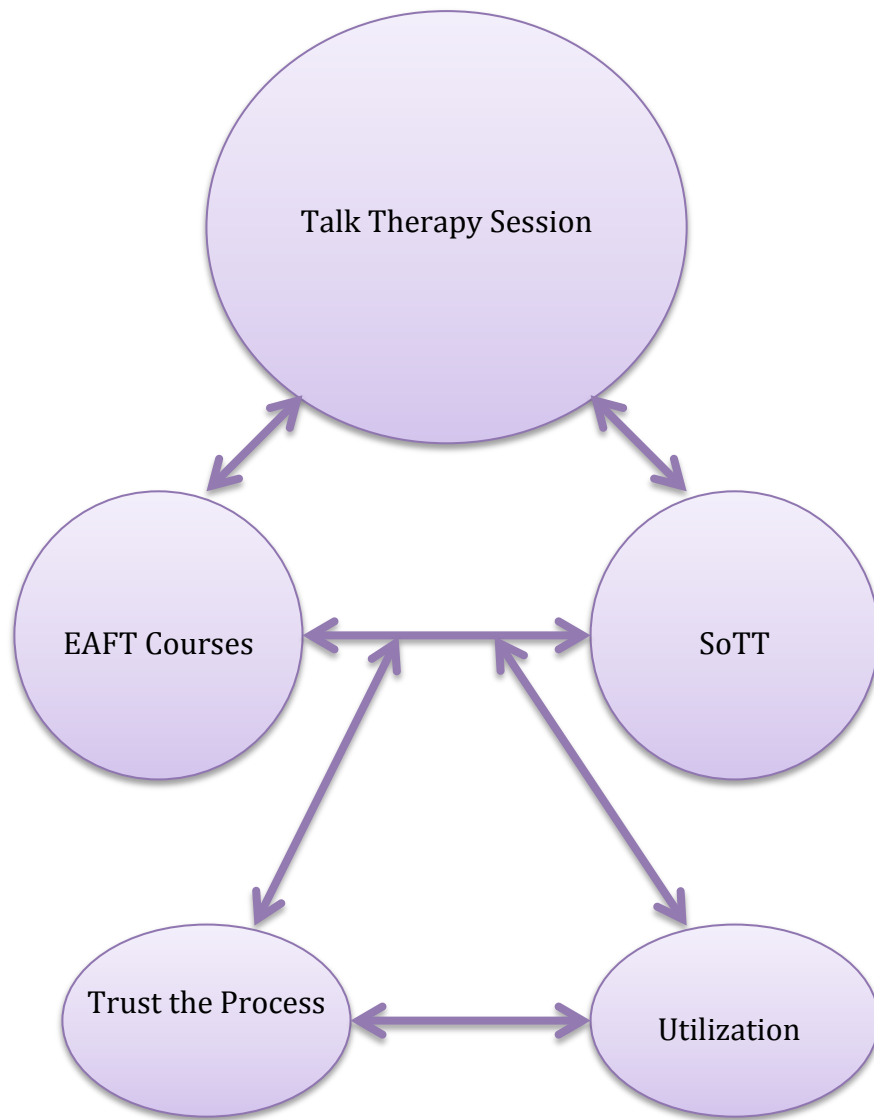 Talk Therapy Session
EAFT Courses
SoTT
Trust the Process
Utilization